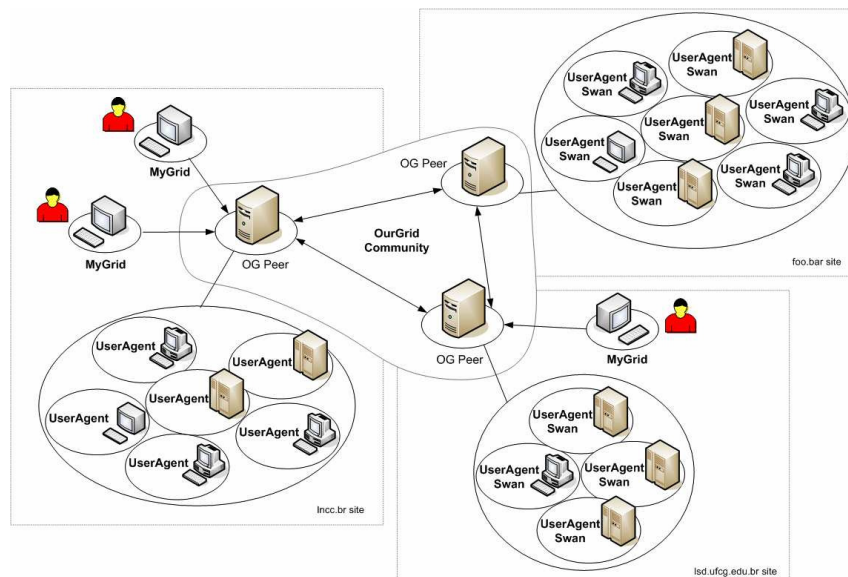 MyGrid
MyGrid
OG Peer
OG Peer
OurGrid
Community
OG Peer
MyGrid
UserAgent
Swan
UserAgent
Swan
UserAgent
Swan
UserAgent
Swan
UserAgent
Swan
UserAgent
Swan
UserAgent
Swan
foo.bar site
UserAgent
UserAgent
UserAgent
UserAgent
UserAgent
UserAgent
lncc.br site
UserAgent
Swan
UserAgent
Swan
UserAgent
Swan
UserAgent
Swan
lsd.ufcg.edu.br site